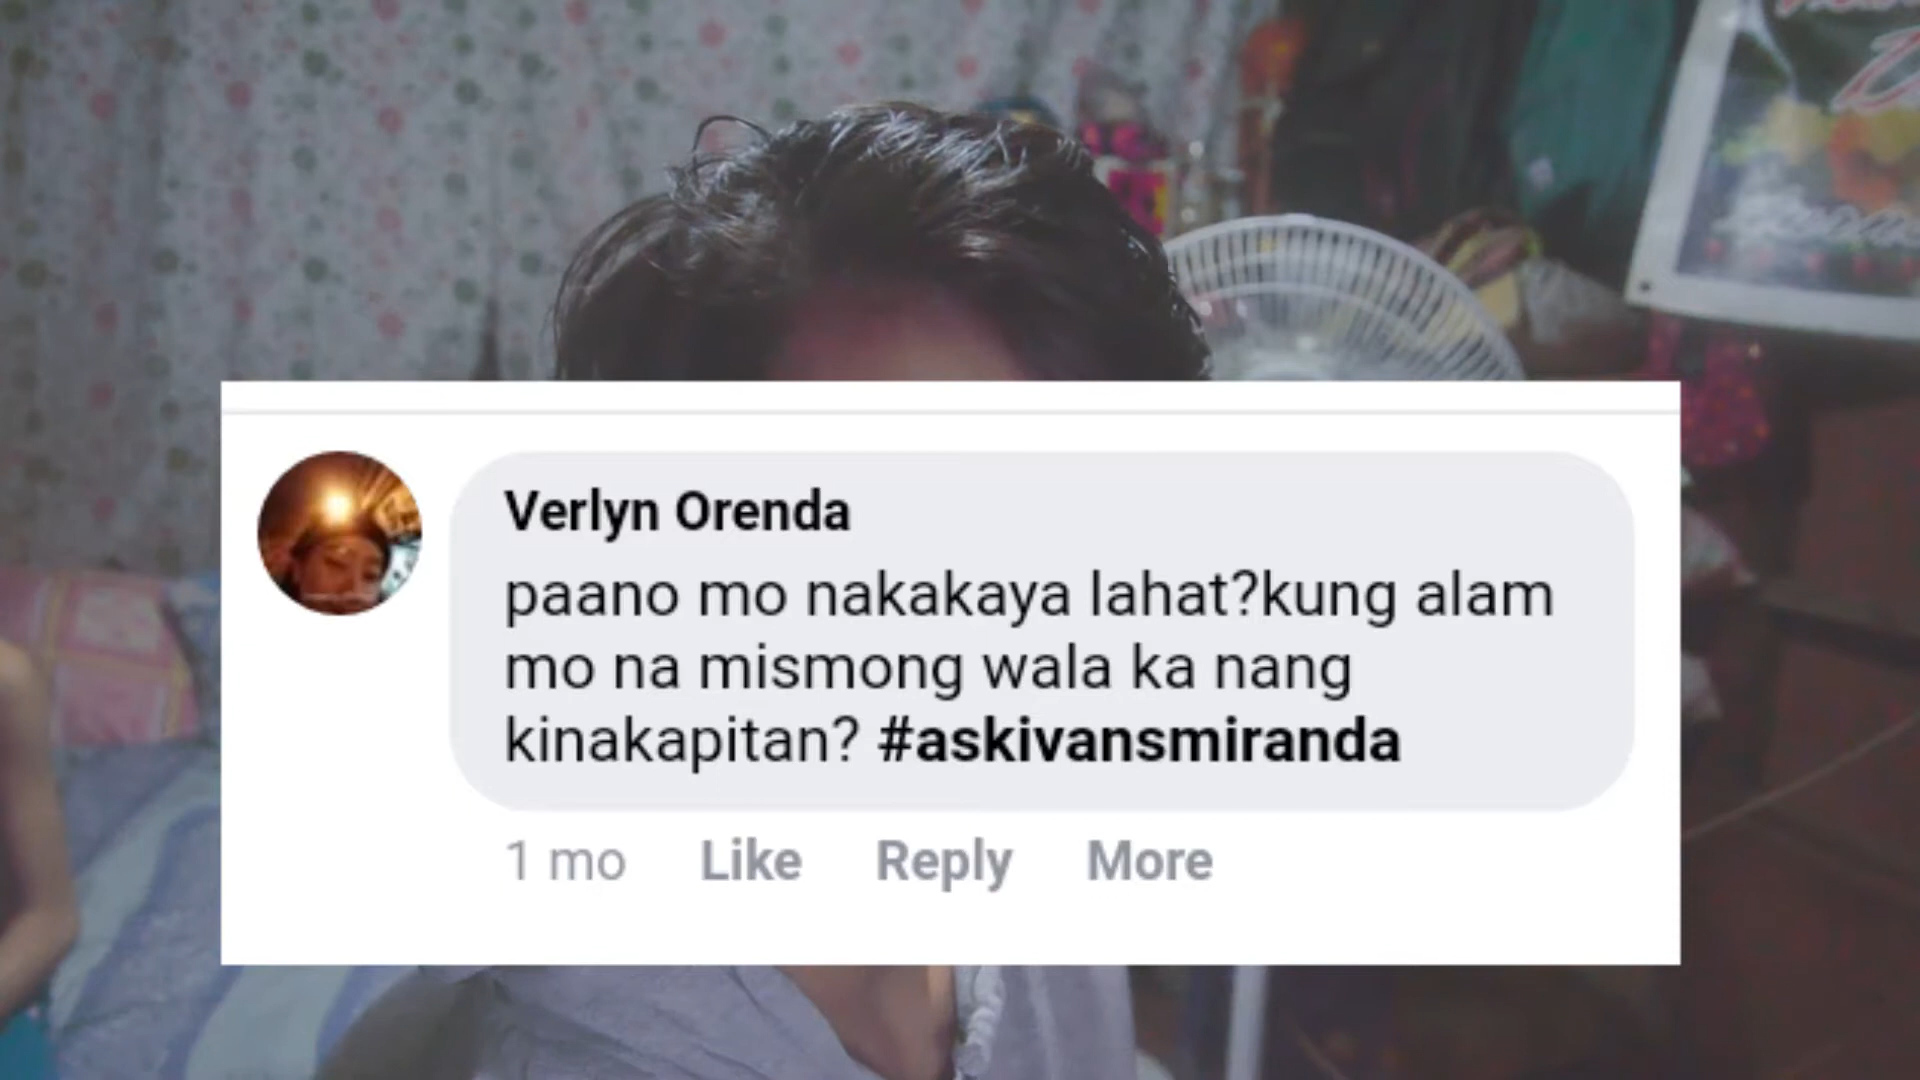 Verlyn Orenda
paano mo nakakaya lahat?kung alam
mo na mismong wala ka nang
kinakapitan? #askivansmiranda
1 mo Like Reply More